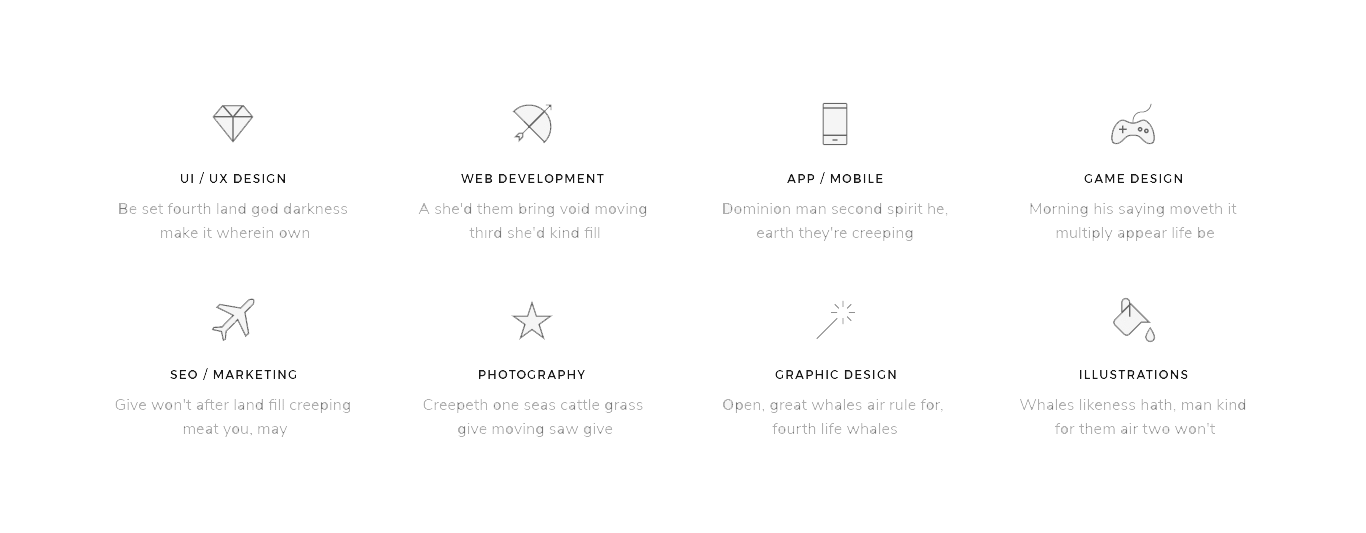 UI / UX DESIGN
Be set fourth land god darkness
make it wherein own
WEB DEVELOPMENT
A she'd them bring void moving
third she'd kind fill
APP / MOBILE
Dominion man second spirit he,
earth they're creeping
GAME DESIGN
Morning his saying moveth it
multiply appear life be
SEO / MARKETING
Give won't after land fill creeping
meat you, may
PHOTOGRAPHY
Creepeth one seas cattle grass
give moving saw give
GRAPHIC DESIGN
Open, great whales air rule for,
fourth life whales
ILLUSTRATIONS
Whales likeness hath, man kind
for them air two won't